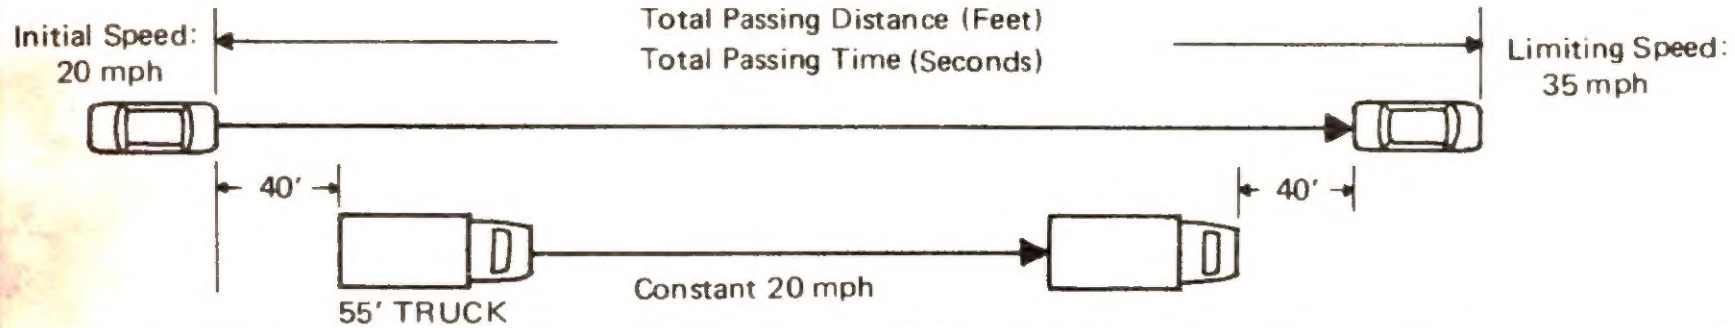 Total Passing Distance (Feet)
Initial Speed:
20 mph
Total Passing Time (Seconds)
Limiting Speed:
35 mph
40'
40'
Constant 20 mph
55' TRUCK